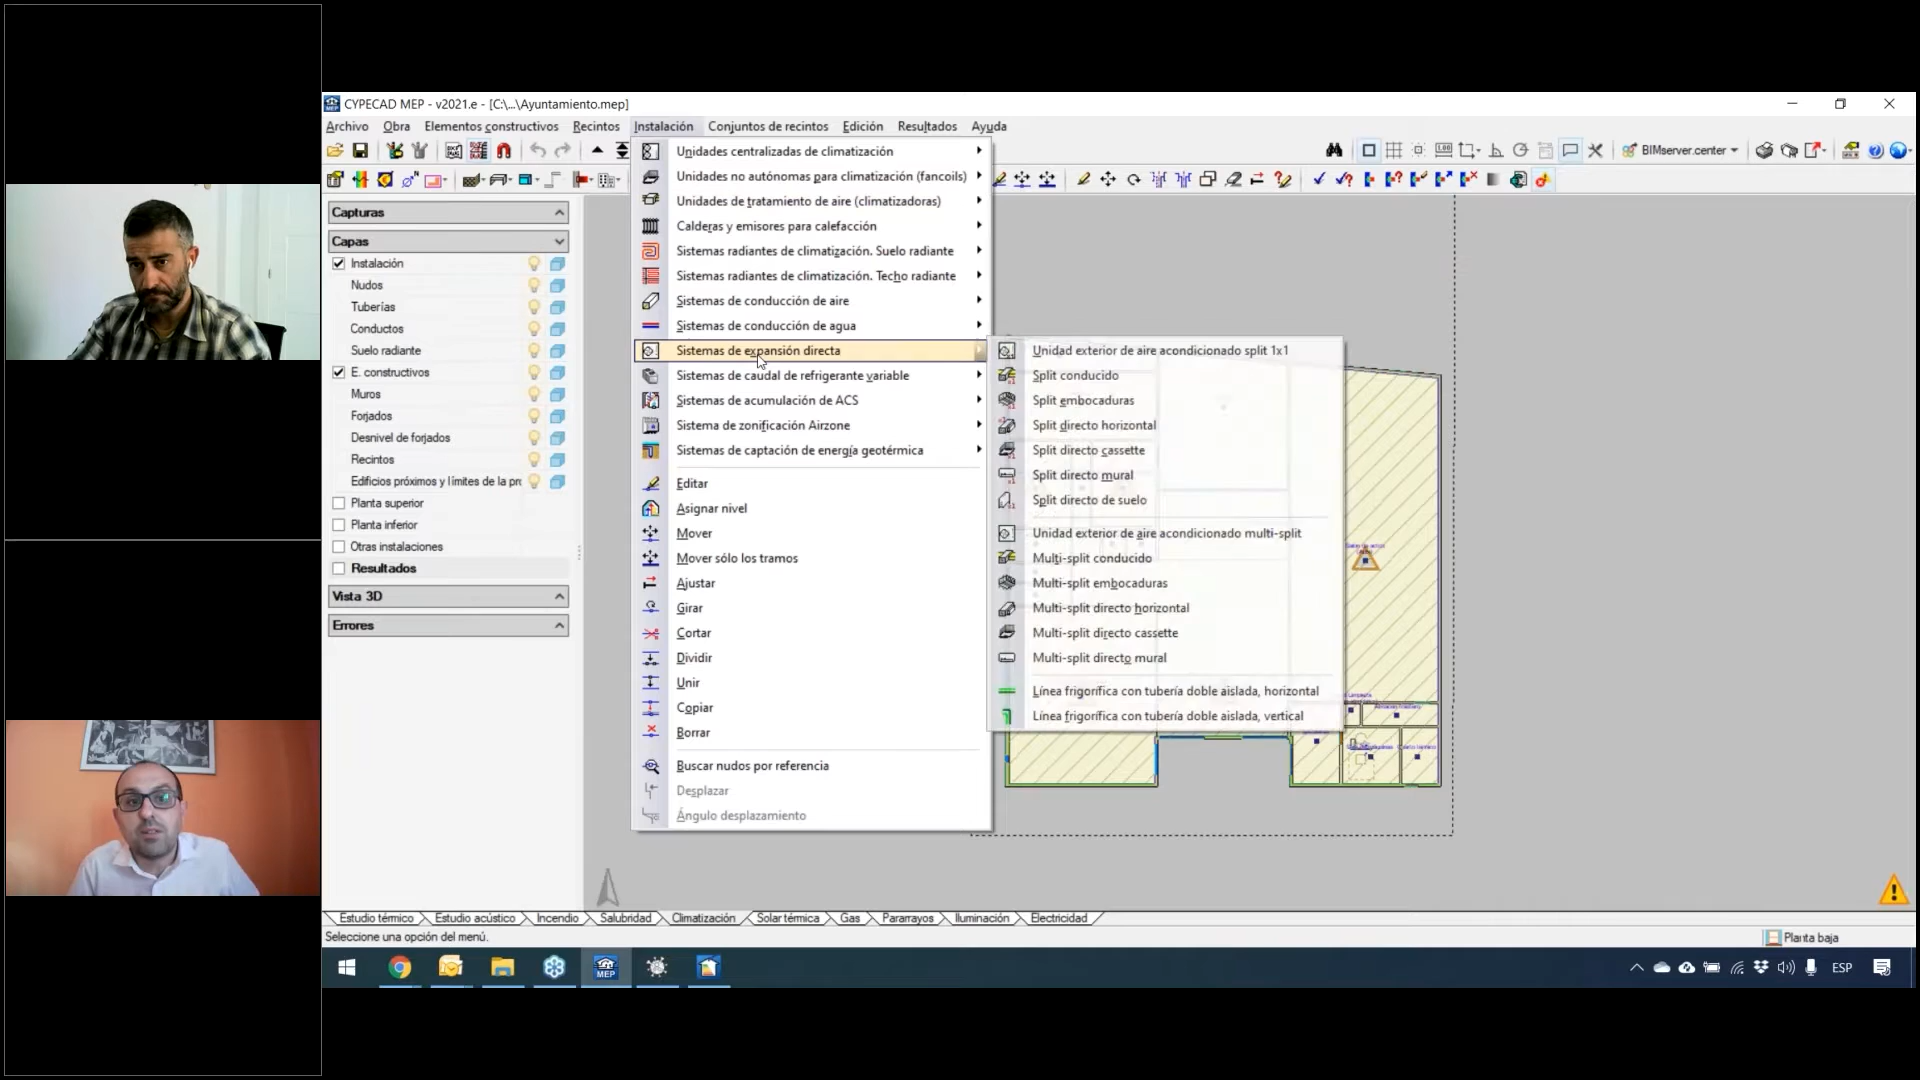 CYPECAD MEP - v2021.e - [C:\...\Ayuntamiento.mep]
Archivo Obra Elementos constructivos Recintos Instalación Conjuntos de recintos Edición Resultados Ayuda
BIMserver.center
Capturas
Capas
Instalación
Nudos
Tuberías
Conductos
Suelo radiante
E. constructivos
Muros
Forjados
Desnivel de forjados
Recintos
Edificios próximos y límites de la pr
Planta superior
Planta inferior
Otras instalaciones
Resultados
Vista 3D
Errores
Unidades centralizadas de climatización
Unidades no autónomas para climatización (fancoils)
Unidades de tratamiento de aire (climatizadoras)
Calderas y emisores para calefacción
Sistemas radiantes de climatización. Suelo radiante
Sistemas radiantes de climatización. Techo radiante
Sistemas de conducción de aire
Sistemas de conducción de agua
Sistemas de expansión directa
Sistemas de caudal de refrigerante variable
Sistemas de acumulación de ACS
Sistema de zonificación Airzone
Sistemas de captación de energía geotérmica
Editar
Asignar nivel
Mover
Mover sólo los tramos
Ajustar
Girar
Cortar
Dividir
Unir
Copiar
Borrar
Buscar nudos por referencia
Desplazar
Ángulo desplazamiento
Unidad exterior de aire acondicionado split 1x1
Split conducido
Split embocaduras
Split directo horizontal
Split directo cassette
Split directo mural
Split directo de suelo
Unidad exterior de aire acondicionado multi-split
Multi-split conducido
Multi-split embocaduras
Multi-split directo horizontal
Multi-split directo cassette
Multi-split directo mural
Línea frigorífica con tubería doble aislada, horizontal
Línea frigorífica con tubería doble aislada, vertical
Estudio térmico Estudio acústico Incendio Salubridad Climatización Solar térmica Gas Pararrayos Iluminación Electricidad
Seleccione una opción del menú.
Planta baja
MEP
ESP